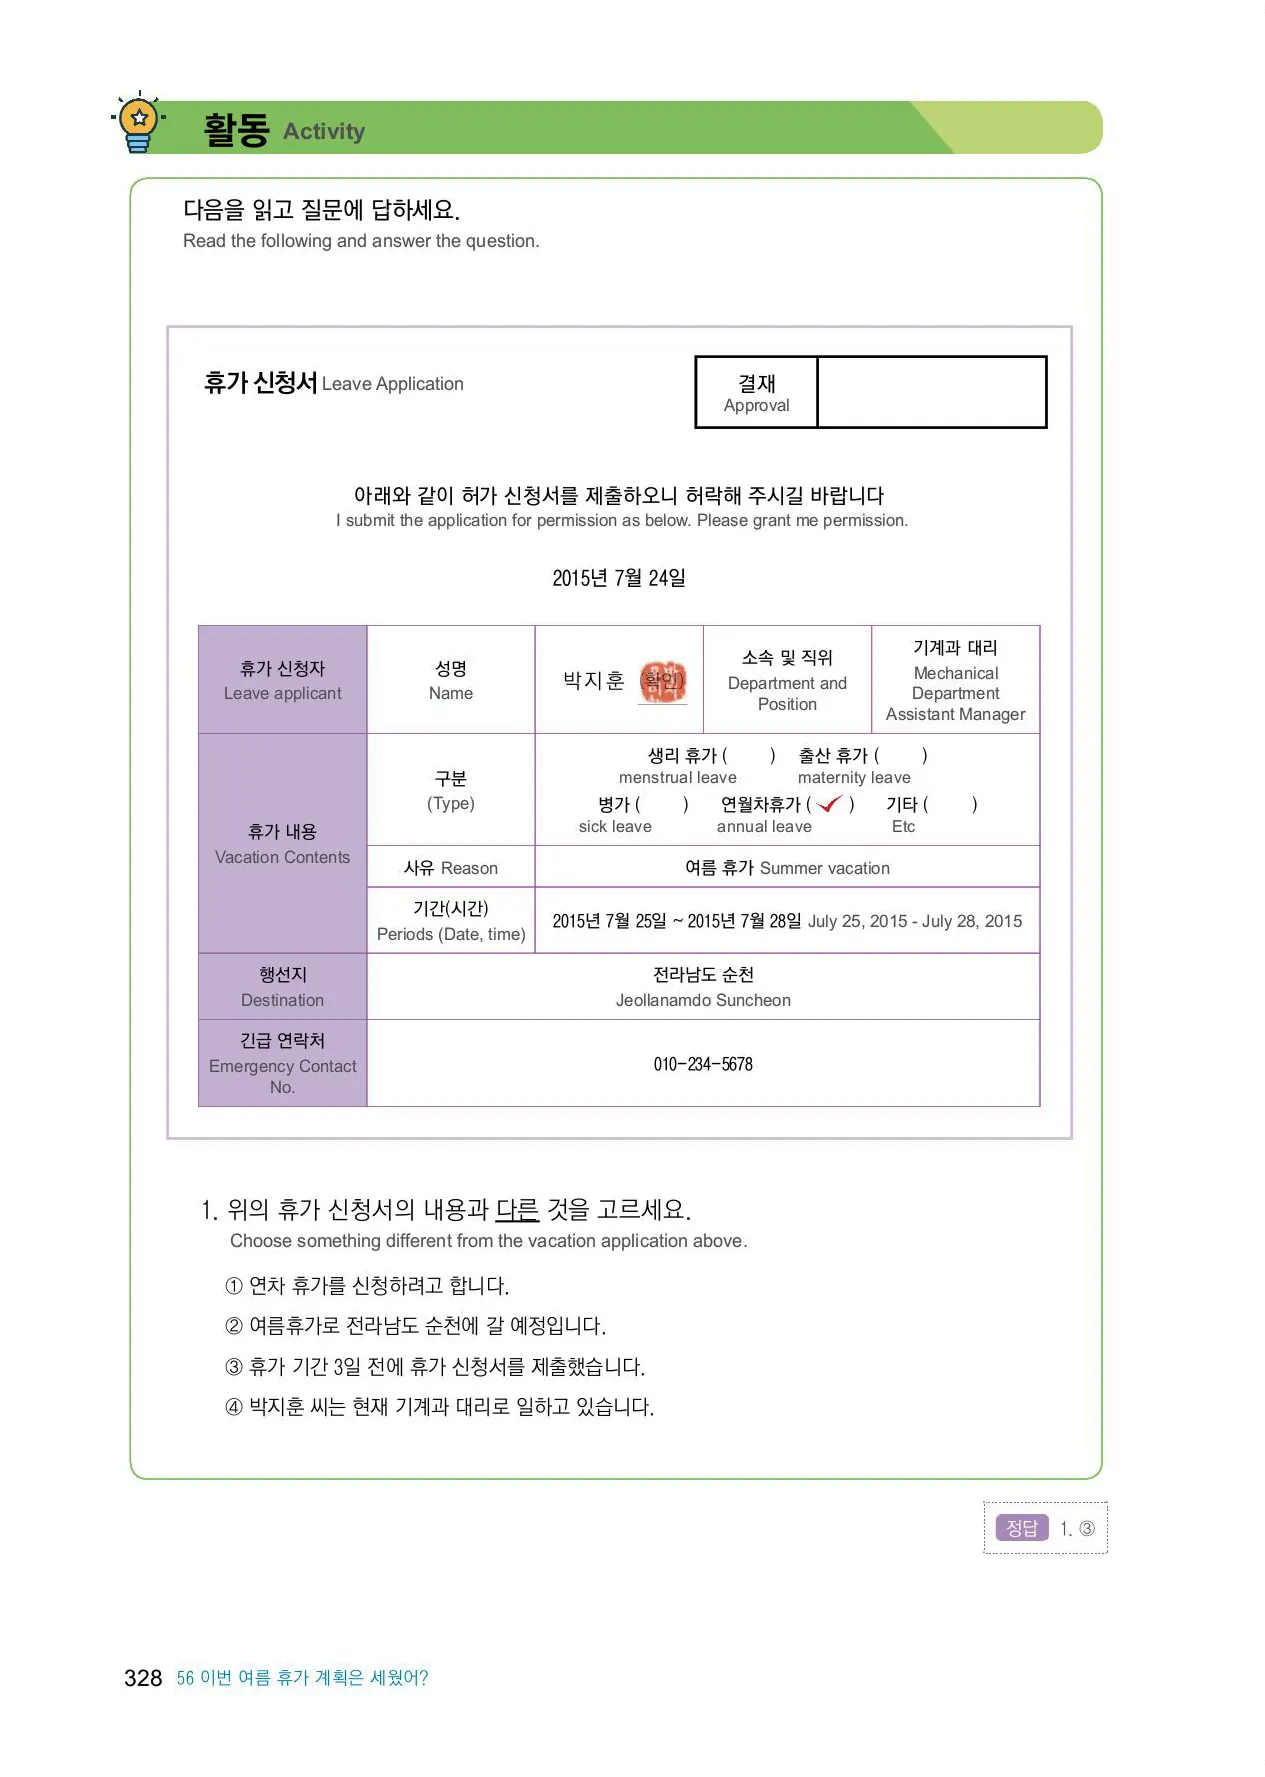 활동 Activity
다음을 읽고 질문에 답하세요.
Read the following and answer the question.
휴가 신청서 Leave Application
결재
Approval
아래와 같이 허가 신청서를 제출하오니 허락해 주시길 바랍니다
I submit the application for permission as below. Please grant me permission.
2015년 7월 24일
휴가 신청자
Leave applicant
성명
Name
박지훈 (확인)
소속 및 직위
Department and
Position
기계과 대리
Mechanical
Department
Assistant Manager
휴가 내용
Vacation Contents
구분
(Type)
생리 휴가 ( ) 출산 휴가 ( )
menstrual leave maternity leave
병가 ( ) 연월차휴가 ( ✓ ) 기타 ( )
sick leave annual leave Etc
사유 Reason
여름 휴가 Summer vacation
기간(시간)
Periods (Date, time)
2015년 7월 25일 ~ 2015년 7월 28일 July 25, 2015 - July 28, 2015
행선지
Destination
전라남도 순천
Jeollanamdo Suncheon
긴급 연락처
Emergency Contact
No.
010-234-5678
1. 위의 휴가 신청서의 내용과 다른 것을 고르세요.
Choose something different from the vacation application above.
① 연차 휴가를 신청하려고 합니다.
② 여름휴가로 전라남도 순천에 갈 예정입니다.
③ 휴가 기간 3일 전에 휴가 신청서를 제출했습니다.
④ 박지훈 씨는 현재 기계과 대리로 일하고 있습니다.
정답 1. ③
328 56 이번 여름 휴가 계획은 세웠어?